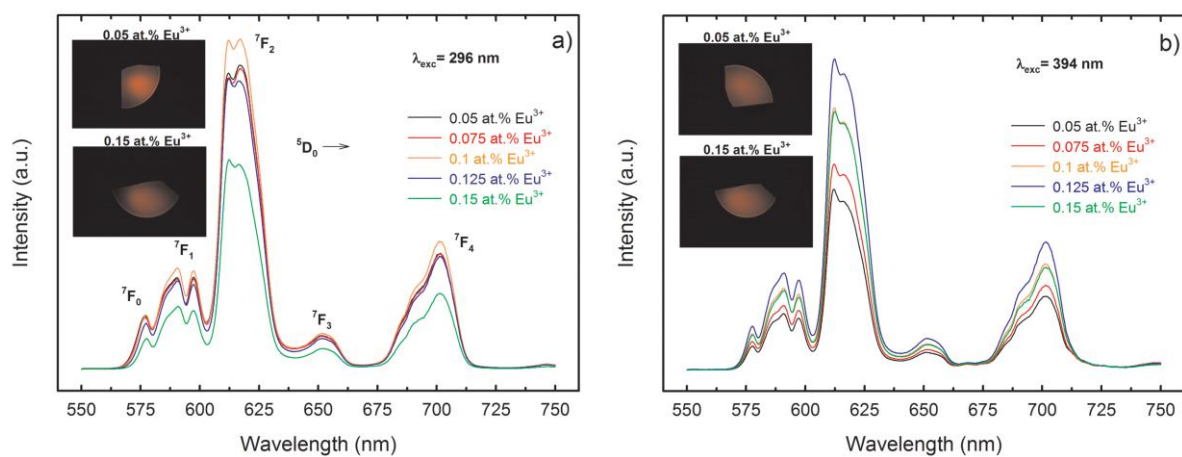 0.05 at.% Eu³⁺
⁷F₂
a)
λexc= 296 nm
0.05 at.% Eu³⁺
0.075 at.% Eu³⁺
0.15 at.% Eu³⁺
⁵D₀ →
0.1 at.% Eu³⁺
0.125 at.% Eu³⁺
0.15 at.% Eu³⁺
⁷F₁
⁷F₄
⁷F₀
⁷F₃
Intensity (a.u.)
550 575 600 625 650 675 700 725 750
Wavelength (nm)
0.05 at.% Eu³⁺
b)
λexc= 394 nm
0.05 at.% Eu³⁺
0.075 at.% Eu³⁺
0.15 at.% Eu³⁺
0.1 at.% Eu³⁺
0.125 at.% Eu³⁺
0.15 at.% Eu³⁺
Intensity (a.u.)
550 575 600 625 650 675 700 725 750
Wavelength (nm)